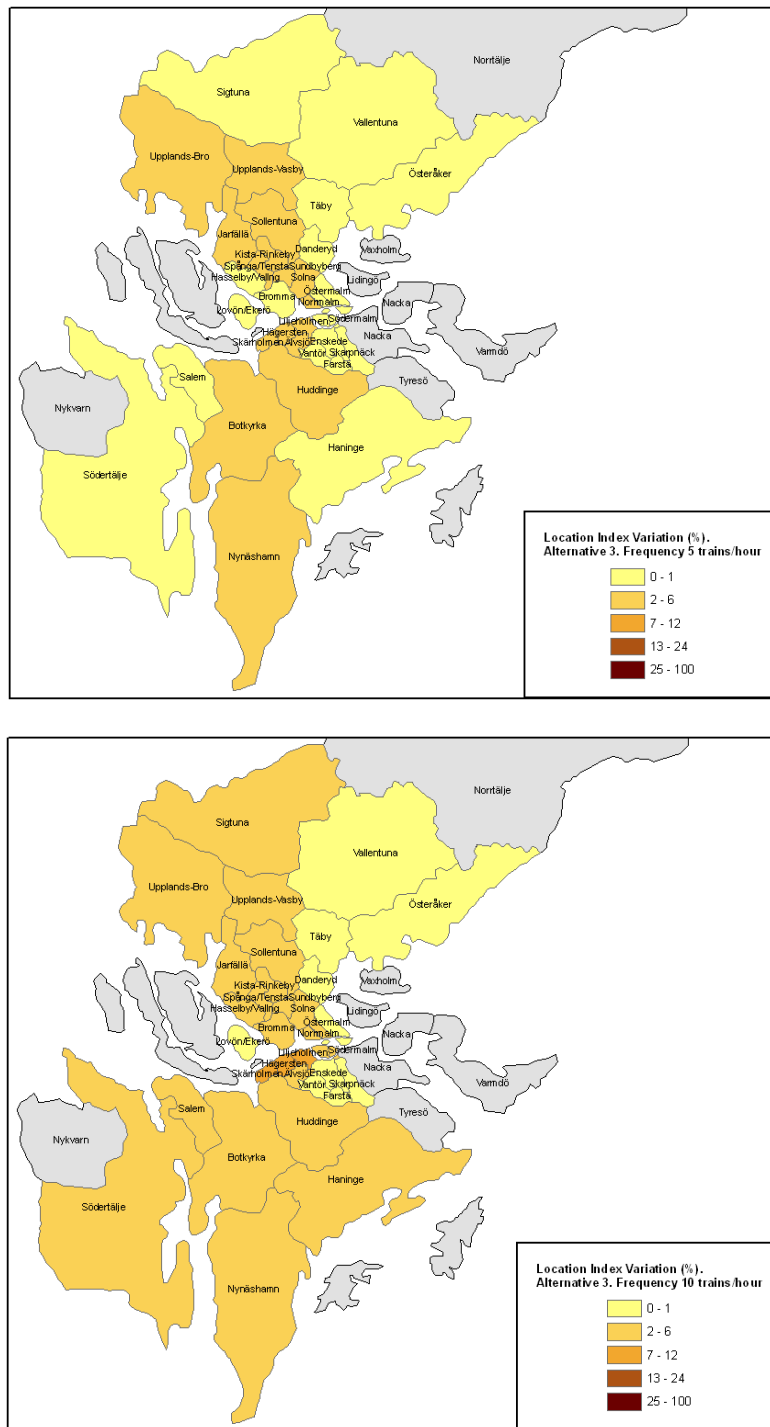 Norrtälje
Sigtuna
Vallentuna
Upplands-Bro
Upplands-Vasby
Österåker
Täby
Sollentuna
Jarfällä
Danderyd
Vaxholm
Kista-Rinkeby
Spånga/Tensta
Sundbyberg
Hasselby/Vallng
Solna
Lidingö
Östermalm
Bromma
Norrmalm
Nacka
Lovön/Ekerö
Liljeholmen
Södermalm
Hägersten
Enskede
Nacka
Värmdö
Skärholmen
Älvsjö
Vantör
Skarpnäck
Farsta
Salem
Tyresö
Nykvarn
Huddinge
Botkyrka
Haninge
Södertälje
Nynäshamn
Location Index Variation (%).
Alternative 3. Frequency 5 trains/hour
0 - 1
2 - 6
7 - 12
13 - 24
25 - 100
Norrtälje
Sigtuna
Vallentuna
Upplands-Bro
Upplands-Vasby
Österåker
Täby
Sollentuna
Jarfällä
Danderyd
Vaxholm
Kista-Rinkeby
Spånga/Tensta
Sundbyberg
Hasselby/Vallng
Solna
Lidingö
Östermalm
Bromma
Norrmalm
Nacka
Lovön/Ekerö
Liljeholmen
Södermalm
Hägersten
Enskede
Nacka
Värmdö
Skärholmen
Älvsjö
Vantör
Skarpnäck
Farsta
Salem
Tyresö
Nykvarn
Huddinge
Botkyrka
Haninge
Södertälje
Nynäshamn
Location Index Variation (%).
Alternative 3. Frequency 10 trains/hour
0 - 1
2 - 6
7 - 12
13 - 24
25 - 100